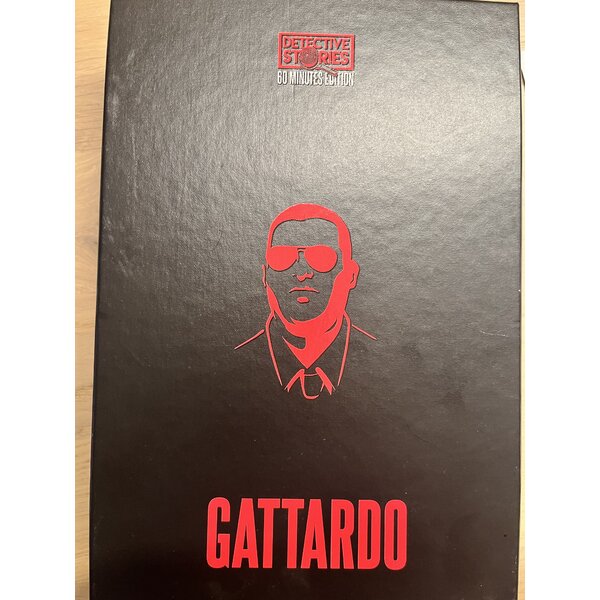 DETECTIVE
STORIES
60 MINUTES EDITION
GATTARDO